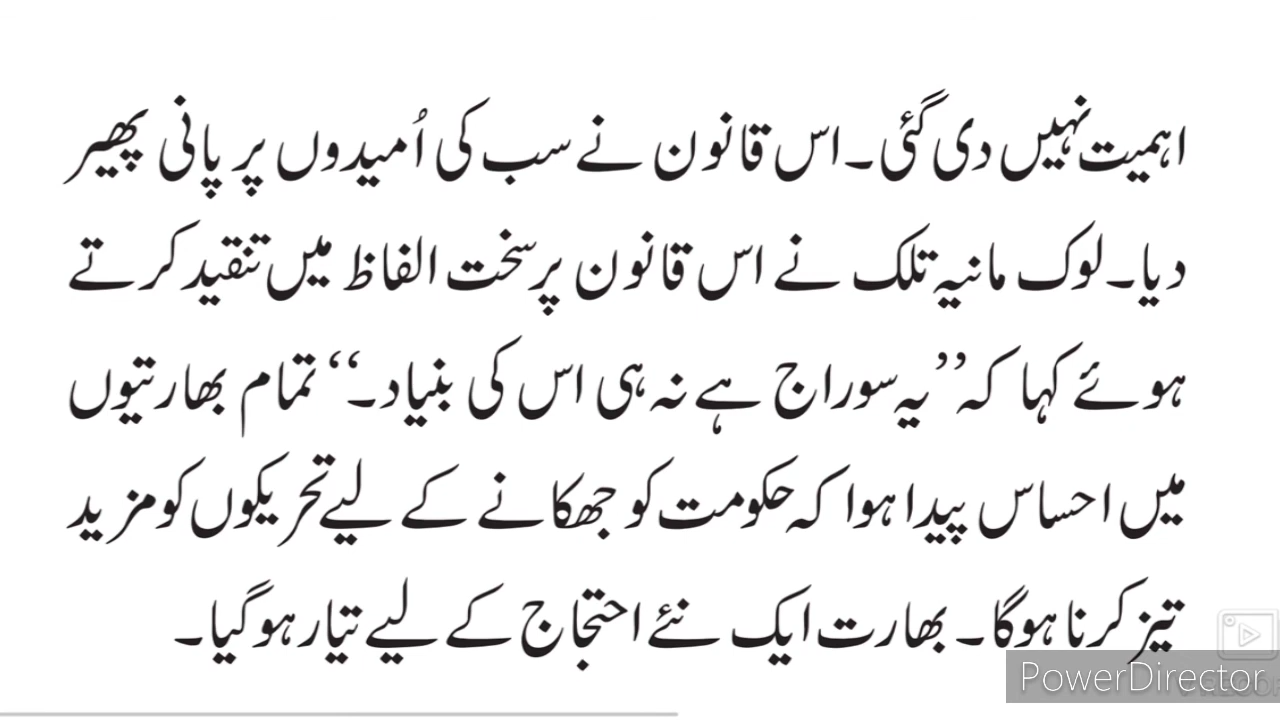 اہمیت نہیں دی گئی۔ اس قانون نے سب کی اُمیدوں پر پانی پھیر
دیا۔ لوک مانیہ تلک نے اس قانون پر سخت الفاظ میں تنقید کرتے
ہوئے کہا کہ ’’یہ سوراج ہے نہ ہی اس کی بنیاد۔‘‘ تمام بھارتیوں
میں احساس پیدا ہوا کہ حکومت کو جھکانے کے لیے تحریکوں کو مزید
تیز کرنا ہوگا۔ بھارت ایک نئے احتجاج کے لیے تیار ہوگیا۔
PowerDirector